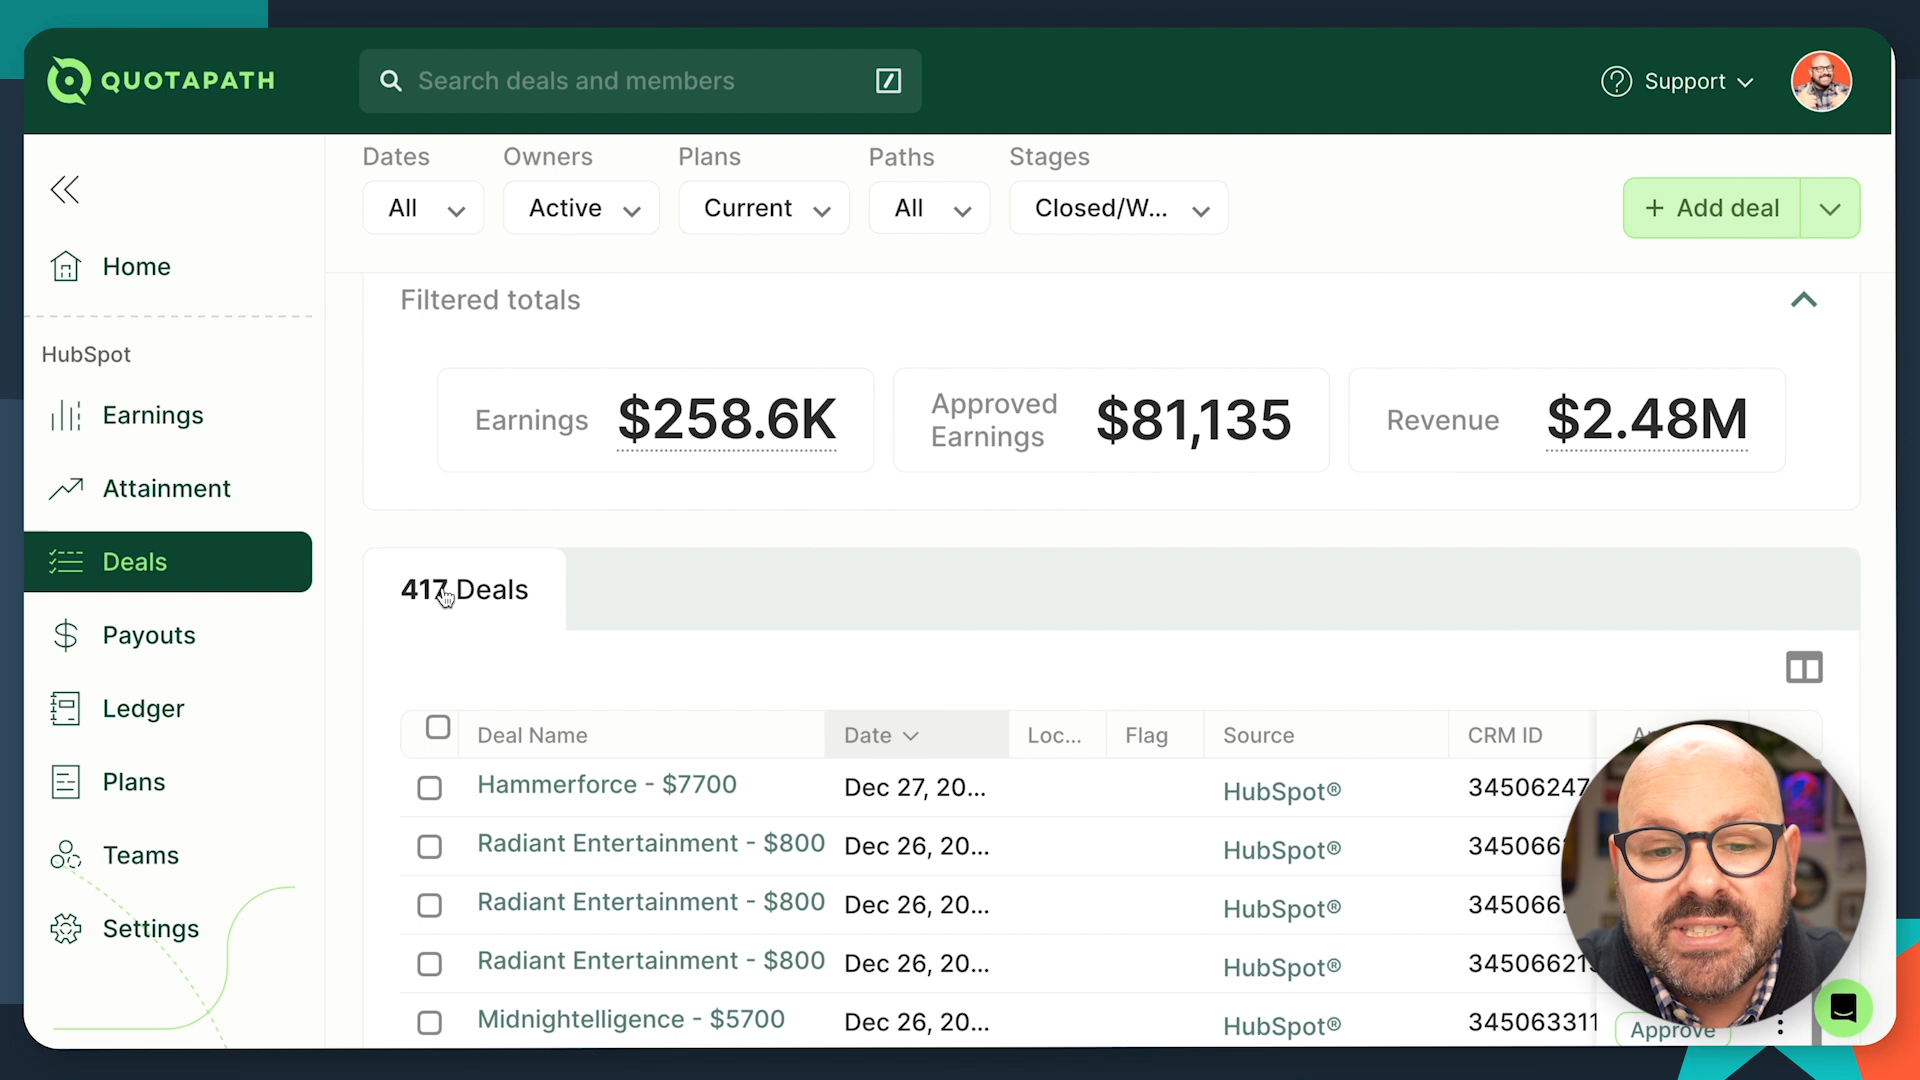 QUOTAPATH
Search deals and members
Support
Dates
Owners
Plans
Paths
Stages
All
Active
Current
All
Closed/W...
+ Add deal
Home
HubSpot
Earnings
Attainment
Deals
Payouts
Ledger
Plans
Teams
Settings
Filtered totals
Earnings $258.6K
Approved Earnings $81,135
Revenue $2.48M
417 Deals
Deal Name Date Loc... Flag Source CRM ID
Hammerforce - $7700 Dec 27, 20... HubSpot® 34506247
Radiant Entertainment - $800 Dec 26, 20... HubSpot® 345066
Radiant Entertainment - $800 Dec 26, 20... HubSpot® 345066
Radiant Entertainment - $800 Dec 26, 20... HubSpot® 34506621
Midnightelligence - $5700 Dec 26, 20... HubSpot® 345063311
Approve